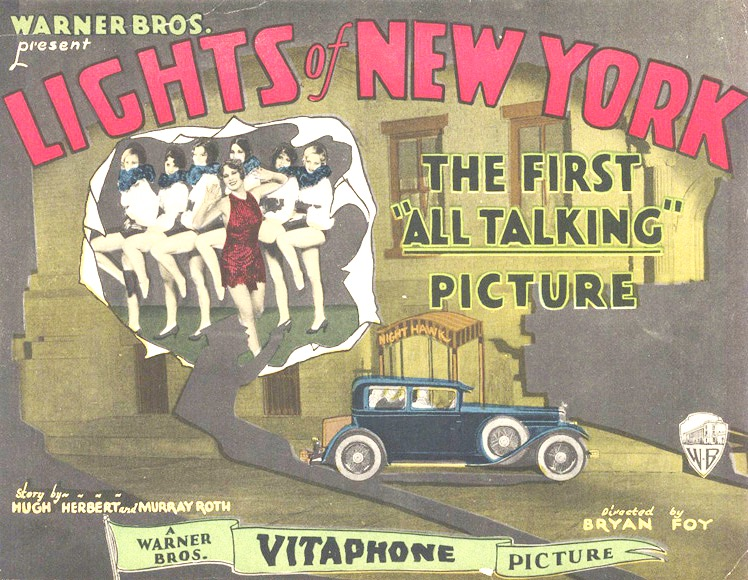 WARNER BROS.
present
LIGHTS of NEW YORK
THE FIRST
"ALL TALKING"
PICTURE
NIGHT HAWK
W-B
Story by
HUGH HERBERT and MURRAY ROTH
Directed by
BRYAN FOY
A
WARNER
BROS.
VITAPHONE
PICTURE